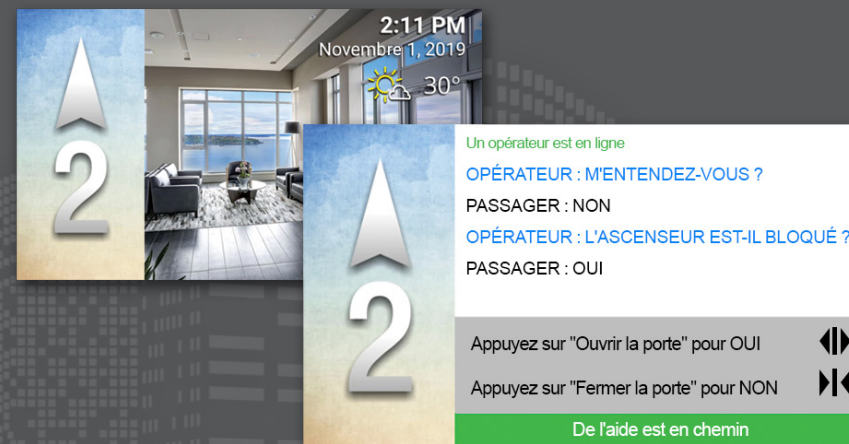 2:11 PM
Novembre 1, 2019
30°
2
Un opérateur est en ligne
OPÉRATEUR : M'ENTENDEZ-VOUS ?
PASSAGER : NON
OPÉRATEUR : L'ASCENSEUR EST-IL BLOQUÉ ?
PASSAGER : OUI
2
Appuyez sur "Ouvrir la porte" pour OUI
Appuyez sur "Fermer la porte" pour NON
De l'aide est en chemin